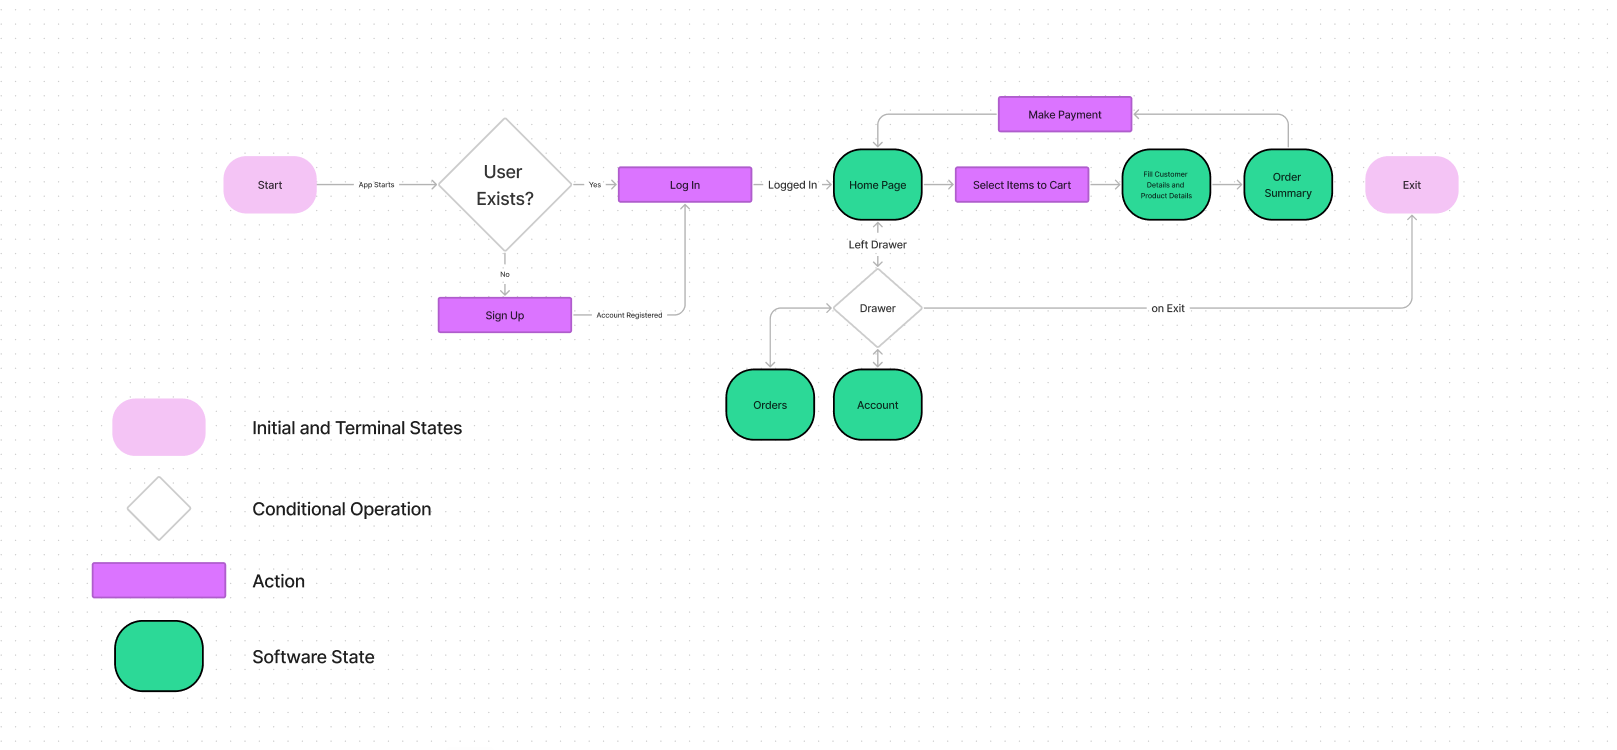 Make Payment
Start
App Starts
User
Exists?
Yes
Log In
Logged In
Home Page
Select Items to Cart
Fill Customer
Details and
Product Details
Order
Summary
Exit
Left Drawer
No
Sign Up
Account Registered
Drawer
on Exit
Orders
Account
Initial and Terminal States
Conditional Operation
Action
Software State